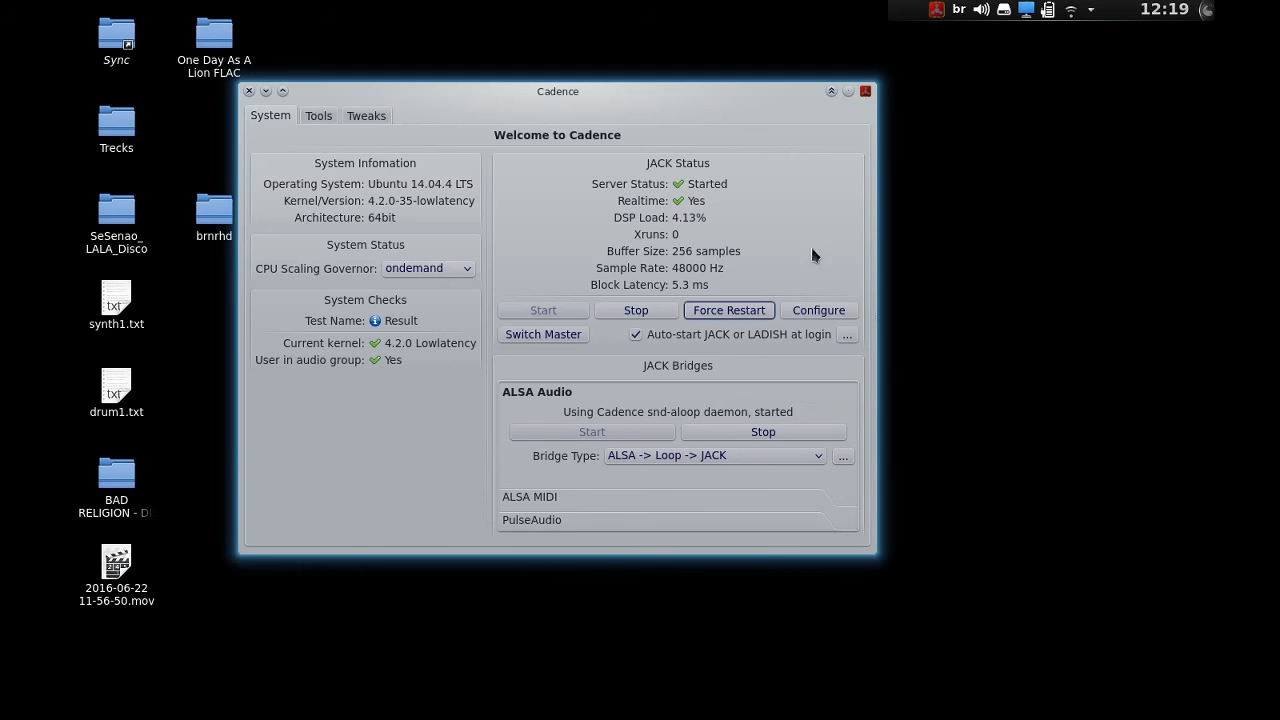 br
12:19
Sync
One Day As A
Lion FLAC
Trecks
SeSenao_
LALA_Disco
brnrhd
txt
synth1.txt
txt
drum1.txt
BAD
RELIGION - DI
2016-06-22
11-56-50.mov
Cadence
System
Tools
Tweaks
Welcome to Cadence
System Infomation
Operating System: Ubuntu 14.04.4 LTS
Kernel/Version: 4.2.0-35-lowlatency
Architecture: 64bit
System Status
CPU Scaling Governor: ondemand
System Checks
Test Name: Result
Current kernel: 4.2.0 Lowlatency
User in audio group: Yes
JACK Status
Server Status: Started
Realtime: Yes
DSP Load: 4.13%
Xruns: 0
Buffer Size: 256 samples
Sample Rate: 48000 Hz
Block Latency: 5.3 ms
Start
Stop
Force Restart
Configure
Switch Master
Auto-start JACK or LADISH at login
...
JACK Bridges
ALSA Audio
Using Cadence snd-aloop daemon, started
Start
Stop
Bridge Type: ALSA -> Loop -> JACK
...
ALSA MIDI
PulseAudio